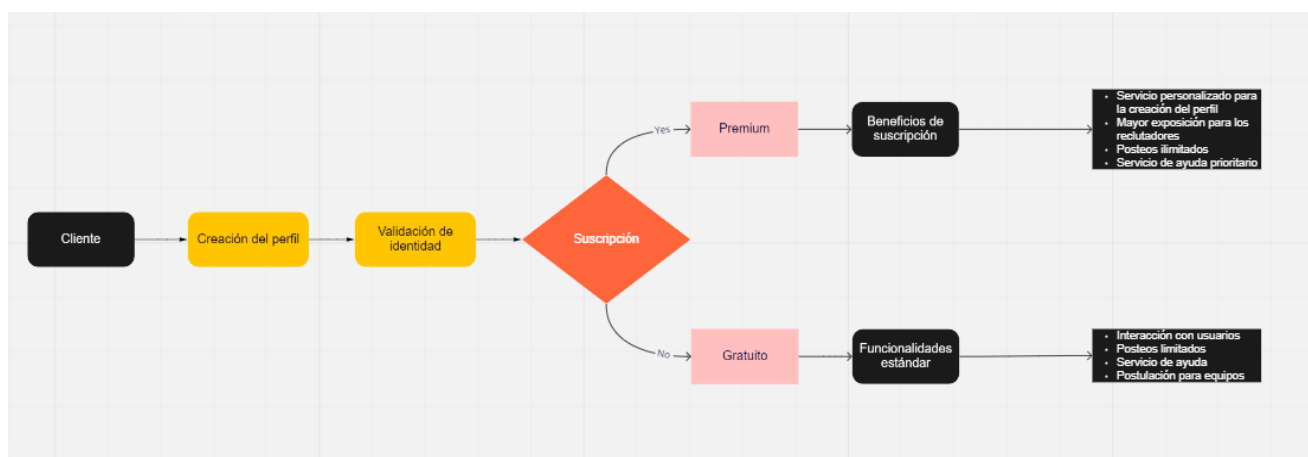 Cliente
Creación del perfil
Validación de
identidad
Suscripción
Yes
Premium
Beneficios de
suscripción
• Servicio personalizado para
la creación del perfil
• Mayor exposición para los
reclutadores
• Posteos ilimitados
• Servicio de ayuda prioritario
No
Gratuito
Funcionalidades
estándar
• Interacción con usuarios
• Posteos limitados
• Servicio de ayuda
• Postulación para equipos